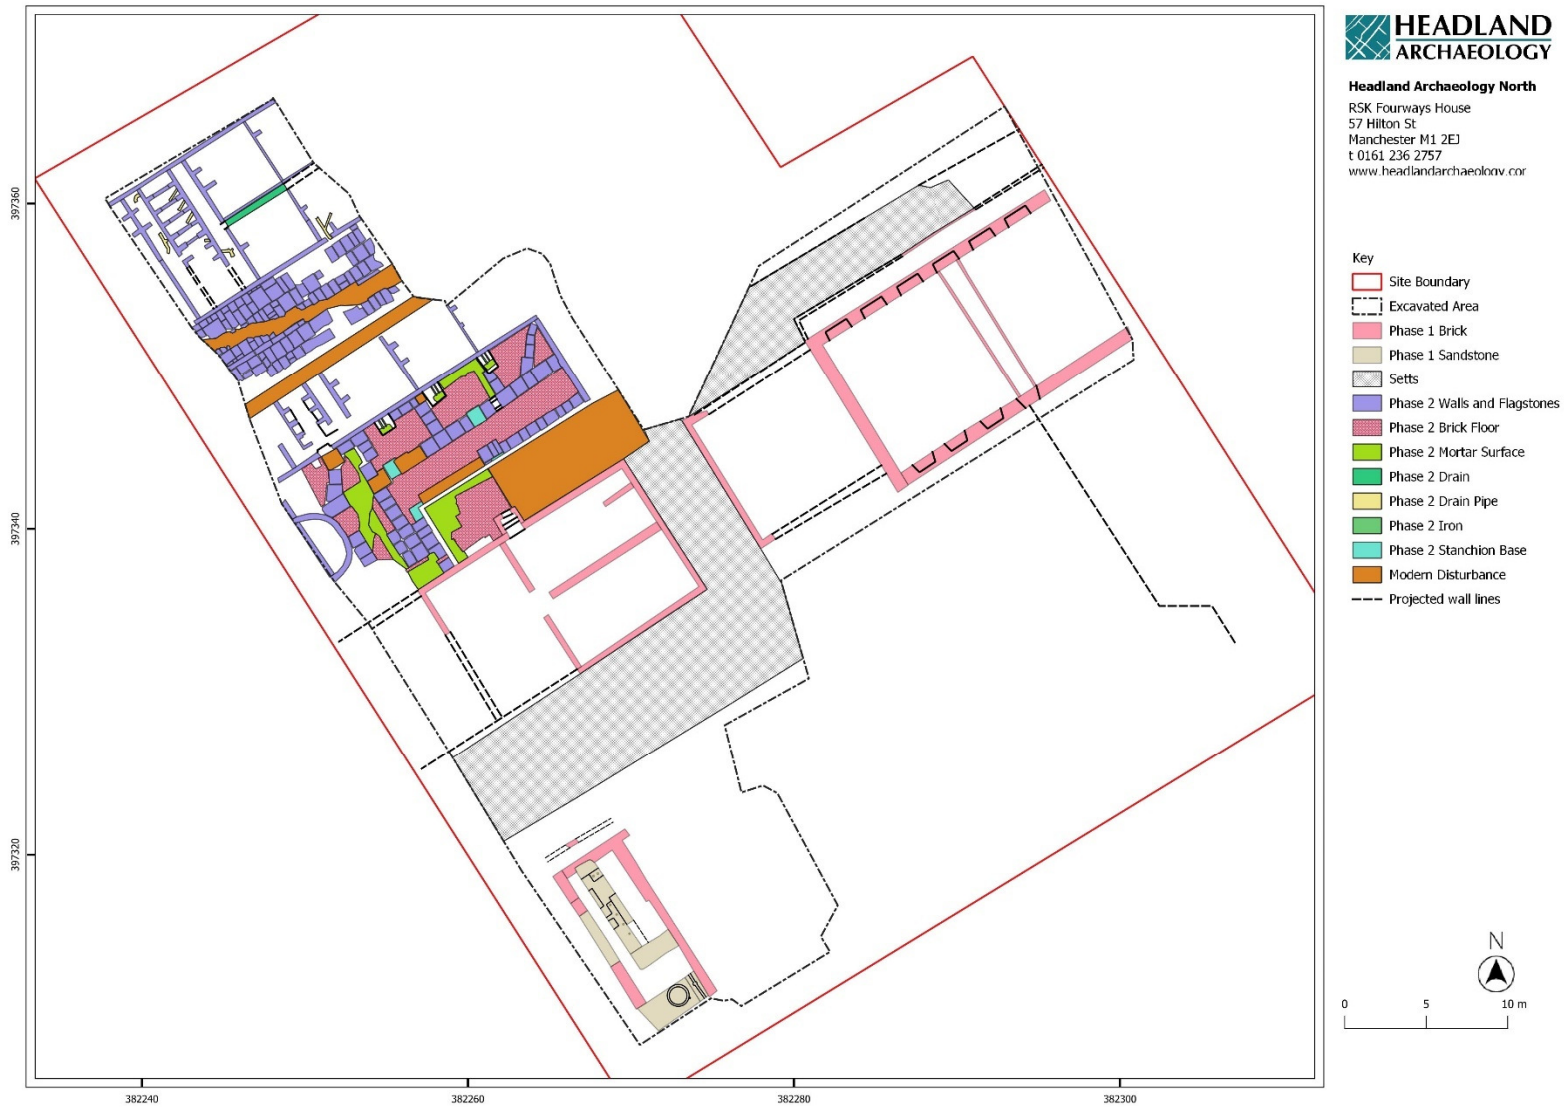 HEADLAND
ARCHAEOLOGY
Headland Archaeology North
RSK Fourways House
57 Hilton St
Manchester M1 2EJ
t 0161 236 2757
www.headlandarchaeology.cor
Key
Site Boundary
Excavated Area
Phase 1 Brick
Phase 1 Sandstone
Setts
Phase 2 Walls and Flagstones
Phase 2 Brick Floor
Phase 2 Mortar Surface
Phase 2 Drain
Phase 2 Drain Pipe
Phase 2 Iron
Phase 2 Stanchion Base
Modern Disturbance
Projected wall lines
N
0 5 10 m
397360
397340
397320
382240 382260 382280 382300